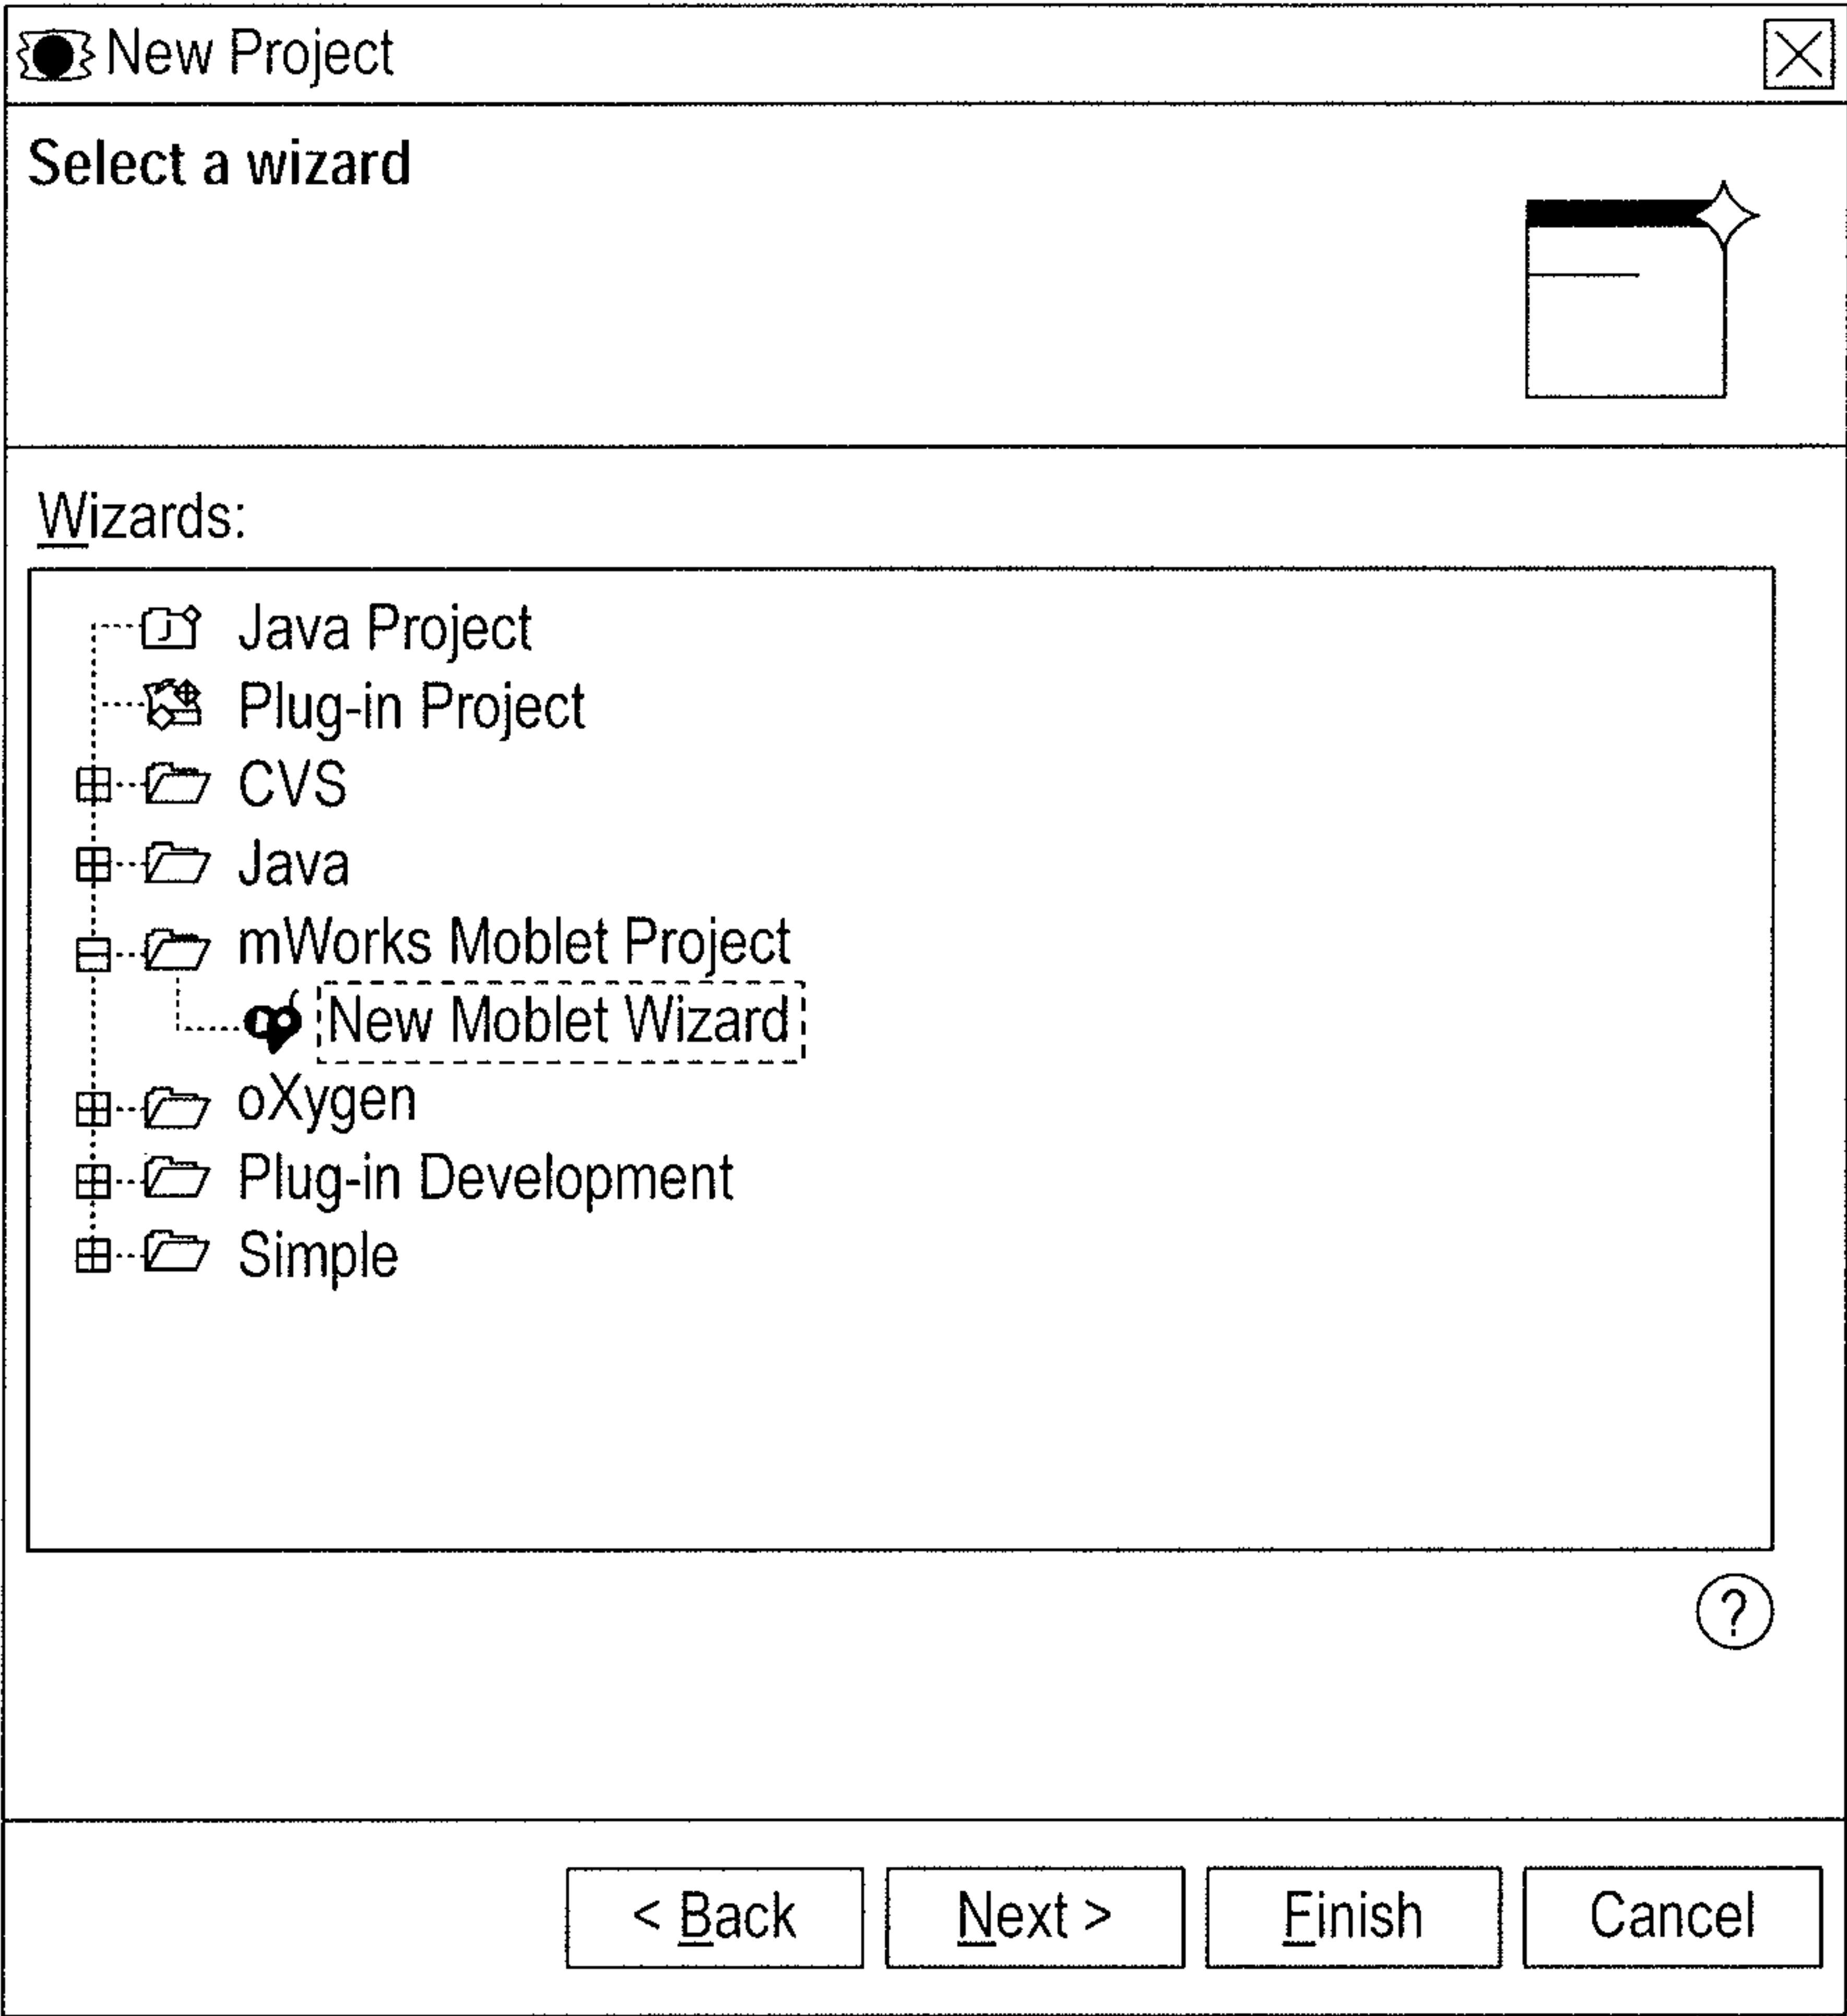 New Project
Select a wizard
Wizards:
Java Project
Plug-in Project
CVS
Java
mWorks Moblet Project
New Moblet Wizard
oXygen
Plug-in Development
Simple
?
< Back Next > Finish Cancel